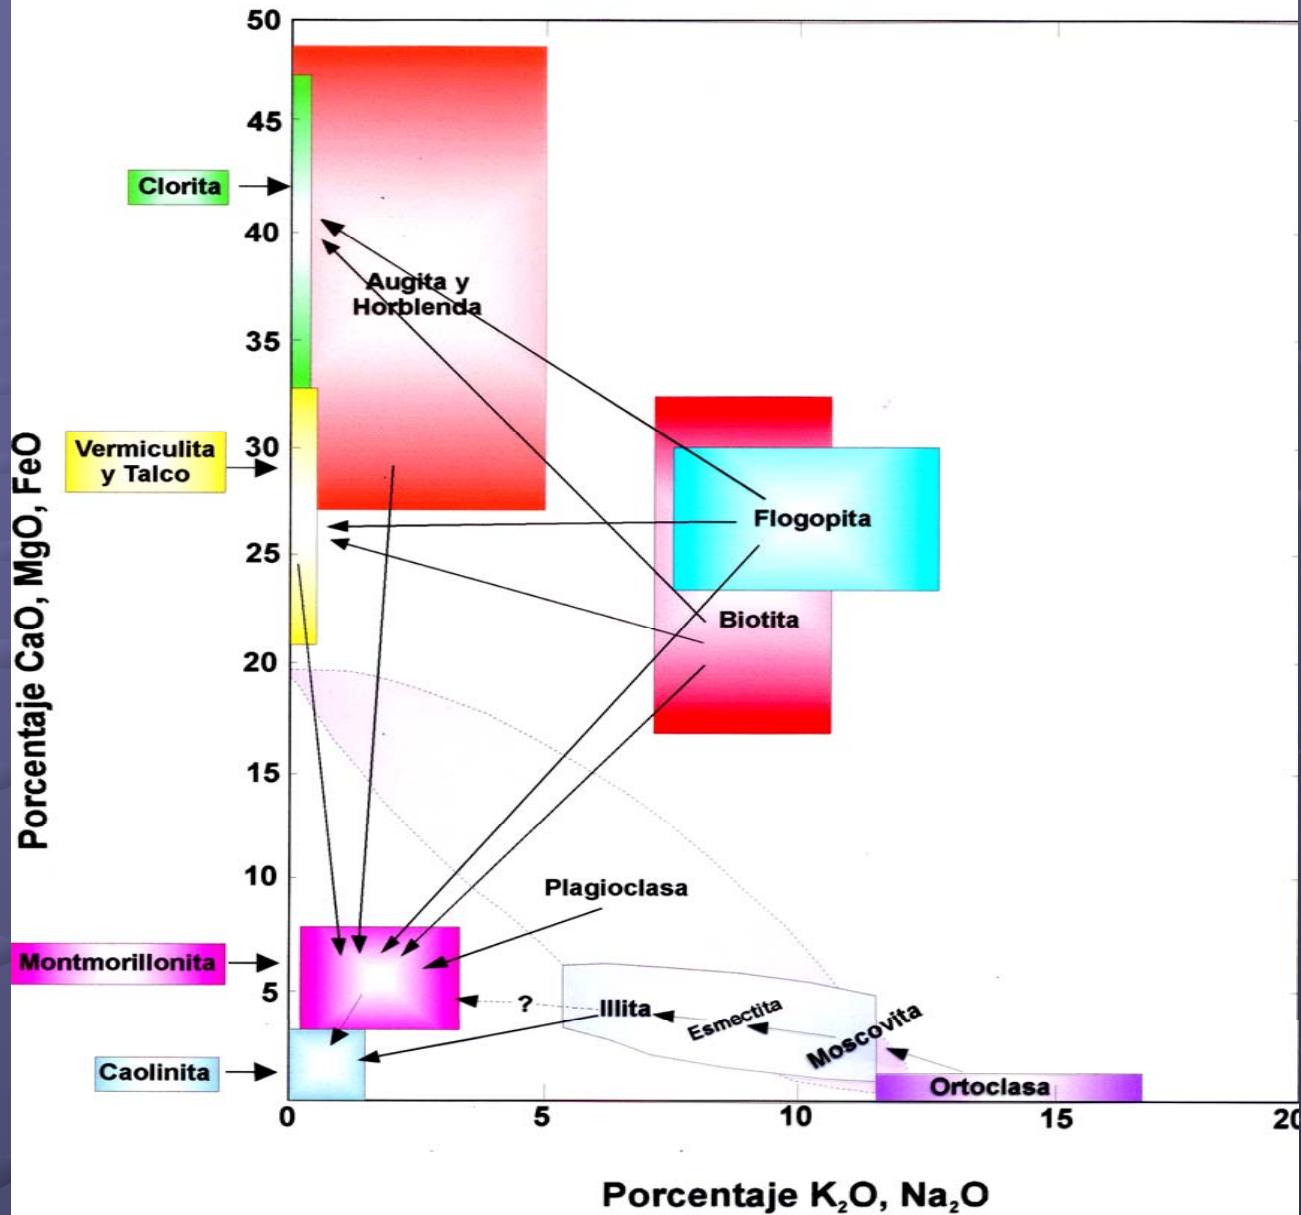 50
45
40
35
30
25
20
15
10
5
0
5
10
15
20
Porcentaje CaO, MgO, FeO
Porcentaje K₂O, Na₂O
Clorita
Augita y
Horblenda
Vermiculita
y Talco
Flogopita
Biotita
Plagioclasa
Montmorillonita
?
Illita
Esmectita
Moscovita
Caolinita
Ortoclasa